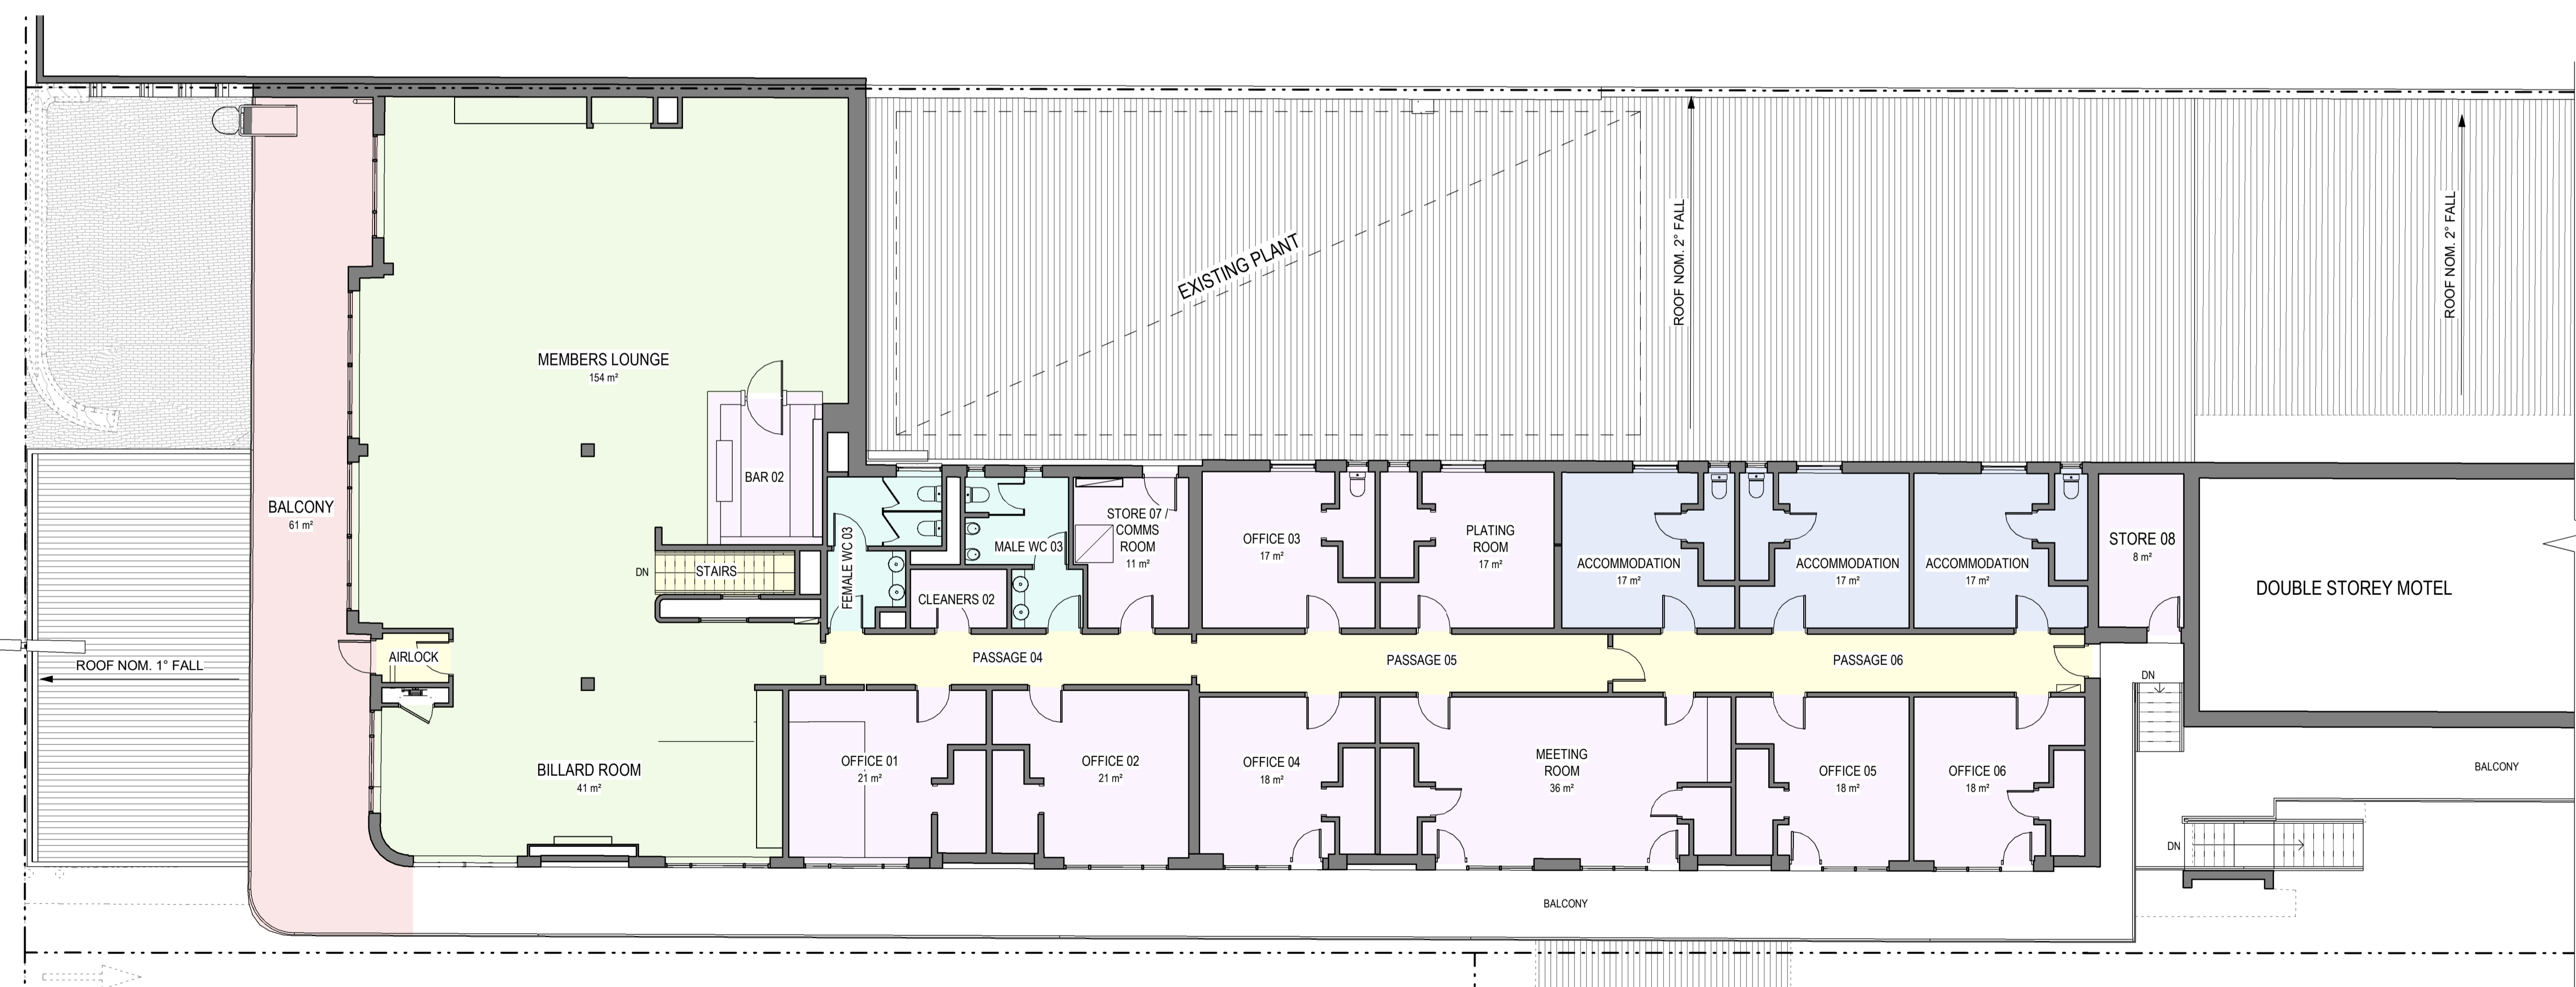 EXISTING PLANT
ROOF NOM. 2° FALL
ROOF NOM. 2° FALL
MEMBERS LOUNGE
154 m²
BAR 02
BALCONY
61 m²
STAIRS
DN
FEMALE WC 03
MALE WC 03
CLEANERS 02
STORE 07 /
COMMS
ROOM
11 m²
OFFICE 03
17 m²
PLATING
ROOM
17 m²
ACCOMMODATION
17 m²
ACCOMMODATION
17 m²
ACCOMMODATION
17 m²
STORE 08
8 m²
DOUBLE STOREY MOTEL
ROOF NOM. 1° FALL
AIRLOCK
PASSAGE 04
PASSAGE 05
PASSAGE 06
DN
BILLARD ROOM
41 m²
OFFICE 01
21 m²
OFFICE 02
21 m²
OFFICE 04
18 m²
MEETING
ROOM
36 m²
OFFICE 05
18 m²
OFFICE 06
18 m²
BALCONY
DN
BALCONY